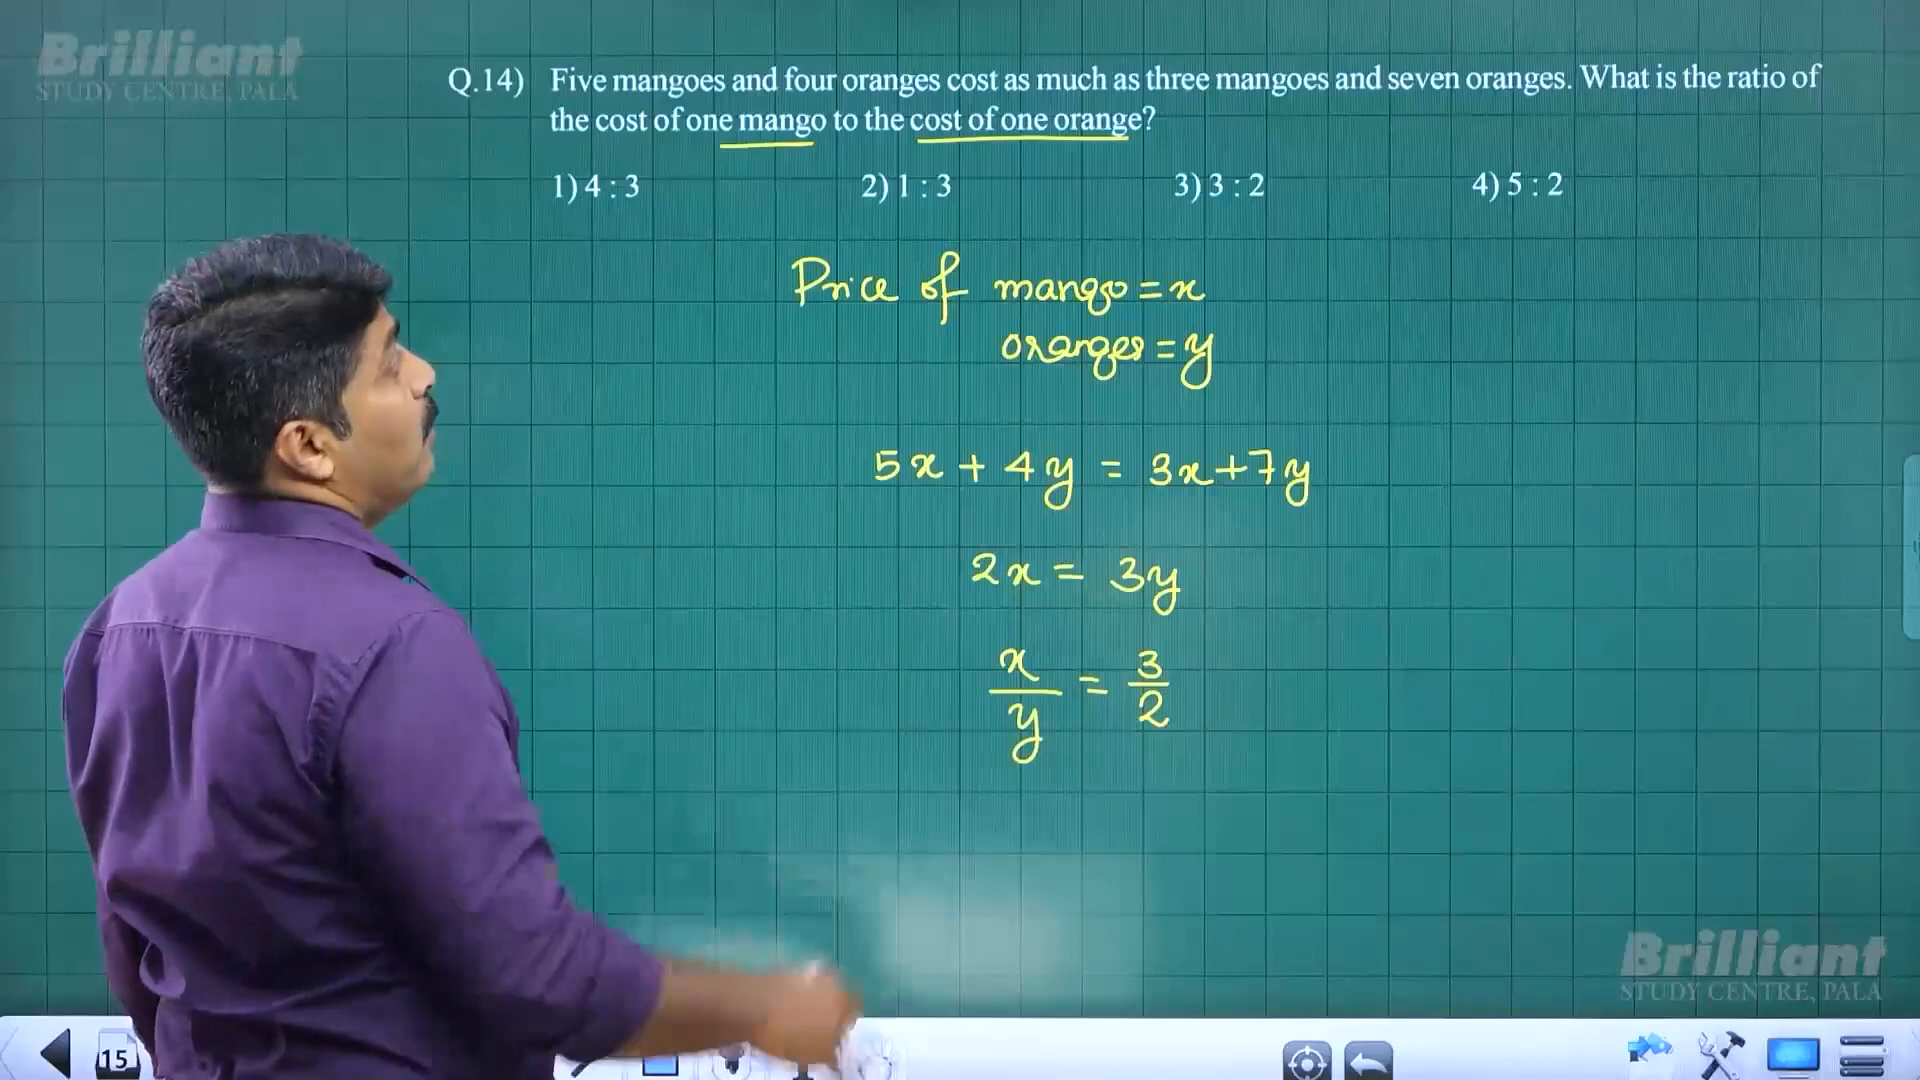 Brilliant
STUDY CENTRE, PALA
Q.14) Five mangoes and four oranges cost as much as three mangoes and seven oranges. What is the ratio of
the cost of one mango to the cost of one orange?
1) 4 : 3 2) 1 : 3 3) 3 : 2 4) 5 : 2
Price of mango = x
oranges = y
5x + 4y = 3x+7y
2x = 3y
x/y = 3/2
Brilliant
STUDY CENTRE, PALA
15